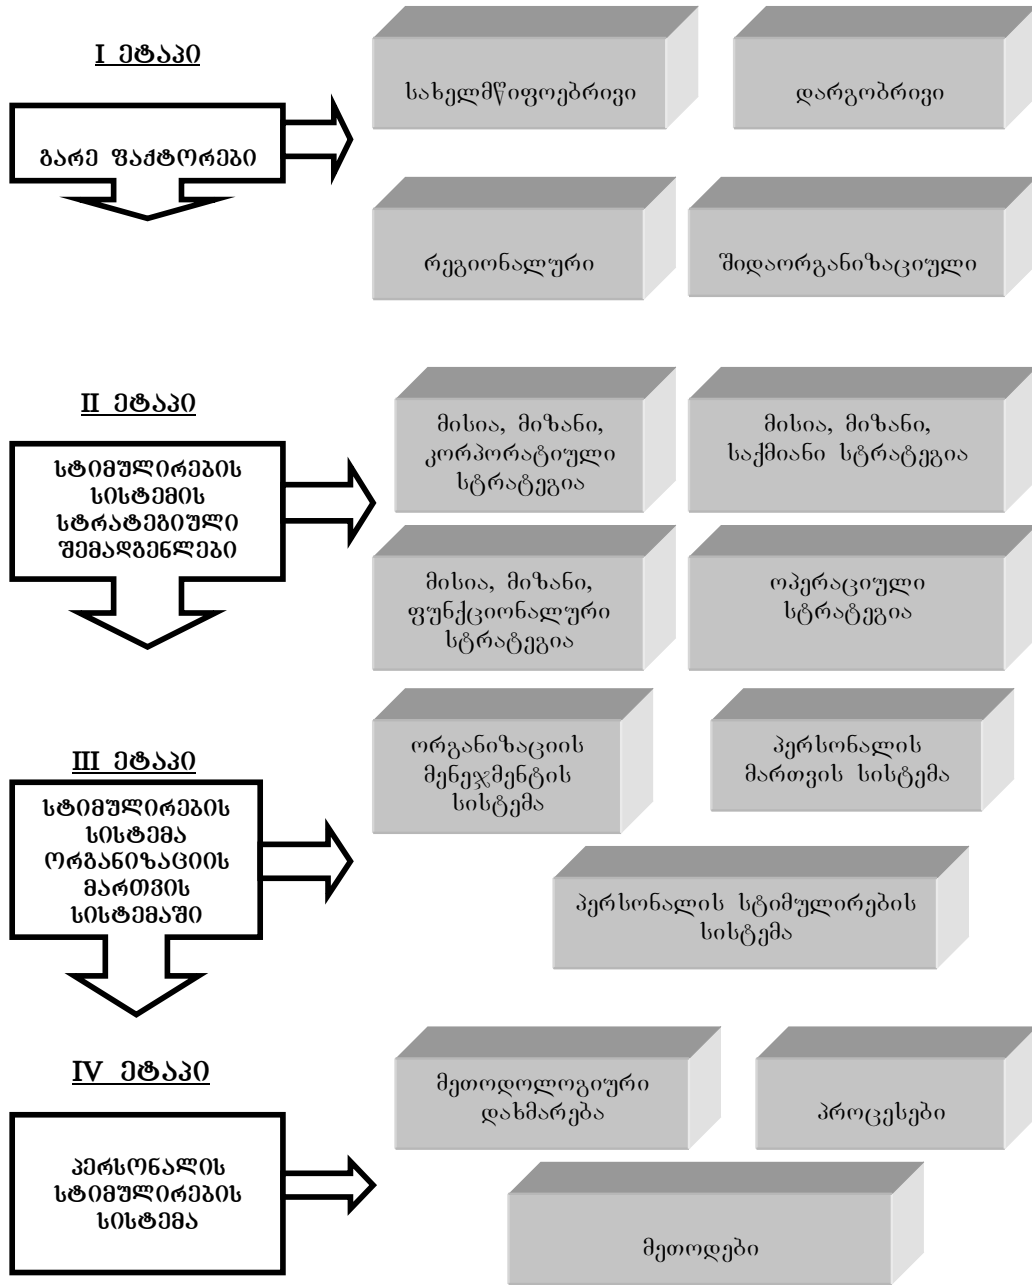 I ეტაპი
გარე ფაქტორები
სახელმწიფოებრივი
დარგობრივი
რეგიონალური
შიდაორგანიზაციული
II ეტაპი
სტიმულირების
სისტემის
სტრატეგიული
შემადგენლები
მისია, მიზანი,
კორპორატიული
სტრატეგია
მისია, მიზანი,
საქმიანი სტრატეგია
მისია, მიზანი,
ფუნქციონალური
სტრატეგია
ოპერაციული
სტრატეგია
III ეტაპი
სტიმულირების
სისტემა
ორგანიზაციის
მართვის
სისტემაში
ორგანიზაციის
მენეჯმენტის
სისტემა
პერსონალის
მართვის სისტემა
პერსონალის სტიმულირების
სისტემა
IV ეტაპი
პერსონალის
სტიმულირების
სისტემა
მეთოდოლოგიური
დახმარება
პროცესები
მეთოდები